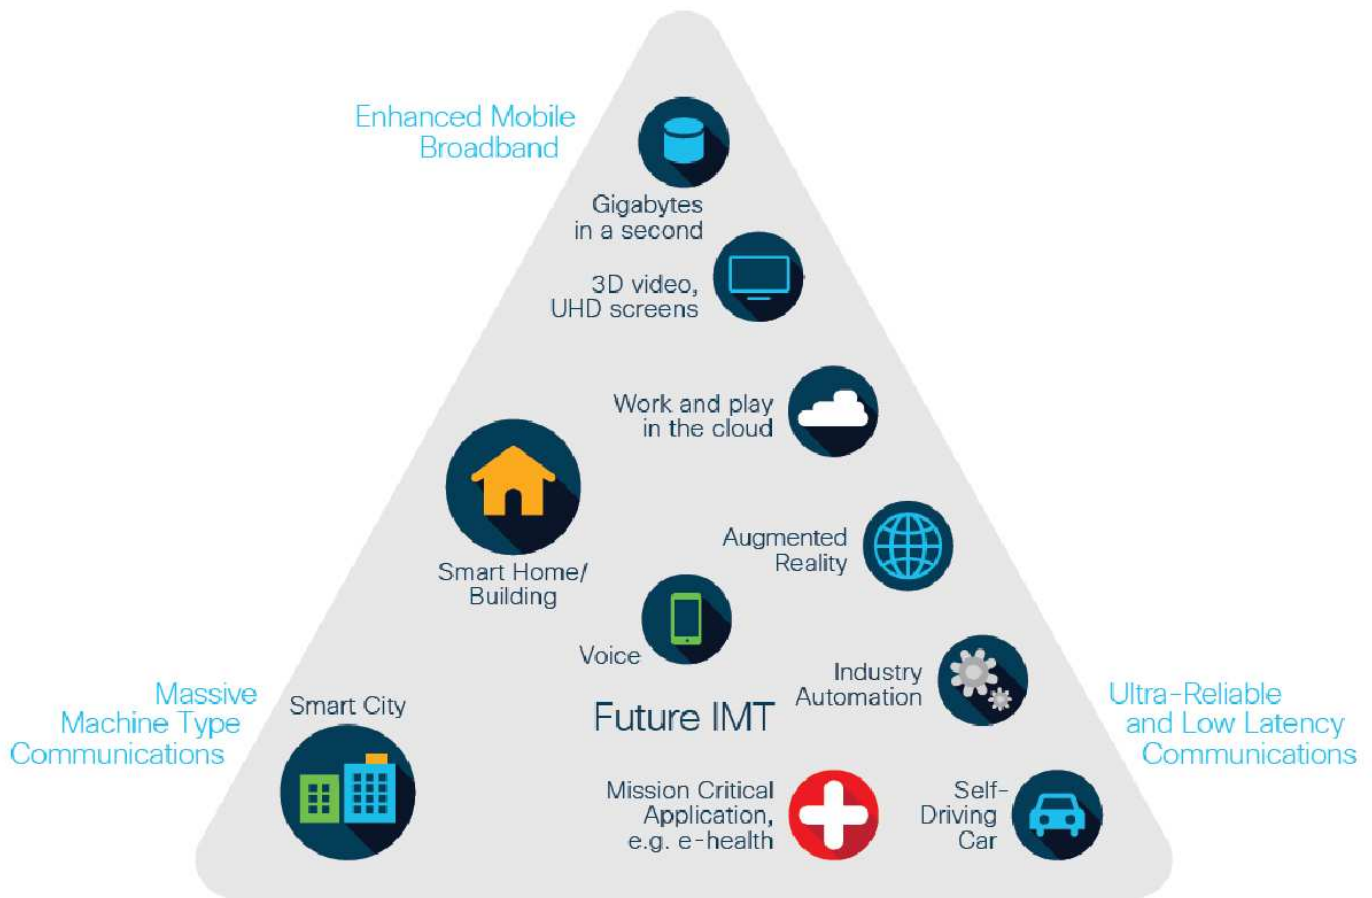 Enhanced Mobile
Broadband
Gigabytes
in a second
3D video,
UHD screens
Work and play
in the cloud
Smart Home/
Building
Augmented
Reality
Voice
Industry
Automation
Massive
Machine Type
Communications
Smart City
Future IMT
Ultra-Reliable
and Low Latency
Communications
Mission Critical
Application,
e.g. e-health
Self-
Driving
Car